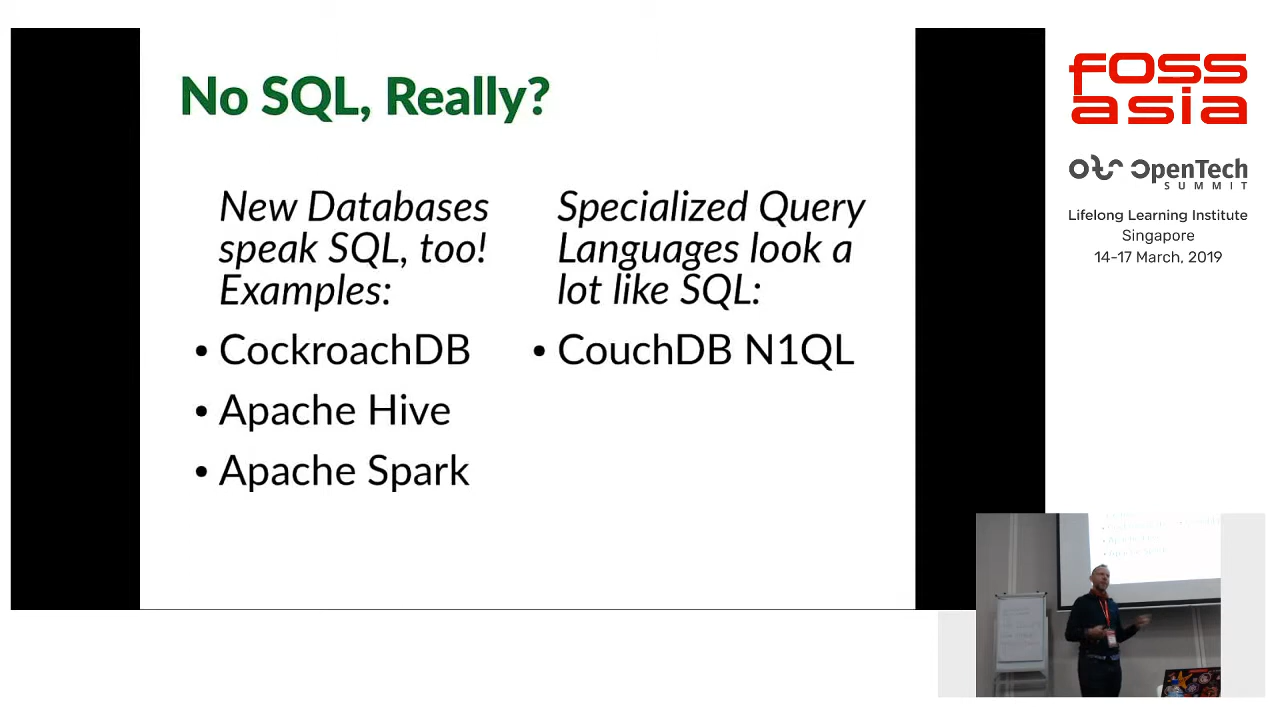 No SQL, Really?
New Databases
speak SQL, too!
Examples:
• CockroachDB
• Apache Hive
• Apache Spark
Specialized Query
Languages look a
lot like SQL:
• CouchDB N1QL
FOSS
asia
OpenTech
SUMMIT
Lifelong Learning Institute
Singapore
14-17 March, 2019